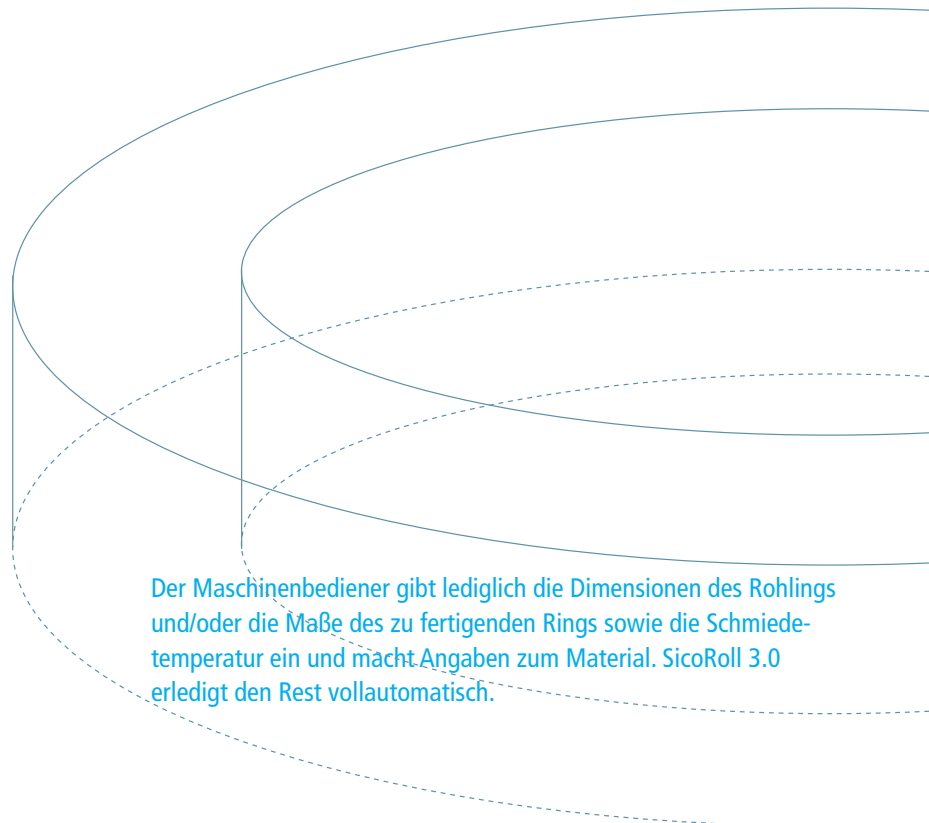 Der Maschinenbediener gibt lediglich die Dimensionen des Rohlings
und/oder die Maße des zu fertigenden Rings sowie die Schmiede-
temperatur ein und macht Angaben zum Material. SicoRoll 3.0
erledigt den Rest vollautomatisch.